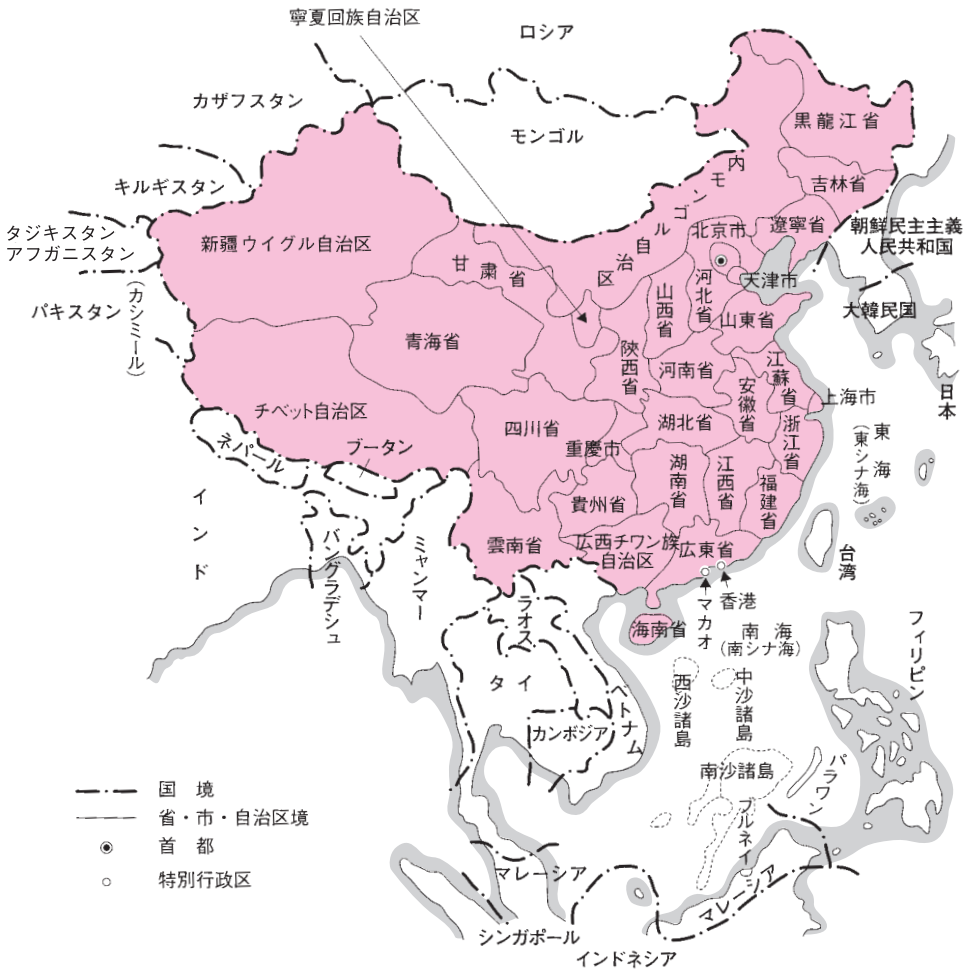 寧夏回族自治区
ロシア
カザフスタン
モンゴル
黒龍江省
内モンゴル自治区
吉林省
キルギスタン
遼寧省
朝鮮民主主義
人民共和国
タジキスタン
アフガニスタン
新疆ウイグル自治区
北京市
甘粛省
天津市
パキスタン
(カシミール)
河北省
山西省
大韓民国
山東省
青海省
陝西省
河南省
江蘇省
安徽省
上海市
日本
チベット自治区
四川省
重慶市
湖北省
浙江省
東海
(東シナ海)
ネパール
ブータン
インド
湖南省
江西省
福建省
貴州省
バングラデシュ
ミャンマー
雲南省
広西チワン族
自治区
広東省
台湾
香港
マカオ
ラオス
海南省
南海
(南シナ海)
フィリピン
タイ
ベトナム
西沙諸島
中沙諸島
カンボジア
南沙諸島
パラワン
ブルネイ
国境
省・市・自治区境
首都
特別行政区
マレーシア
マレーシア
シンガポール
インドネシア